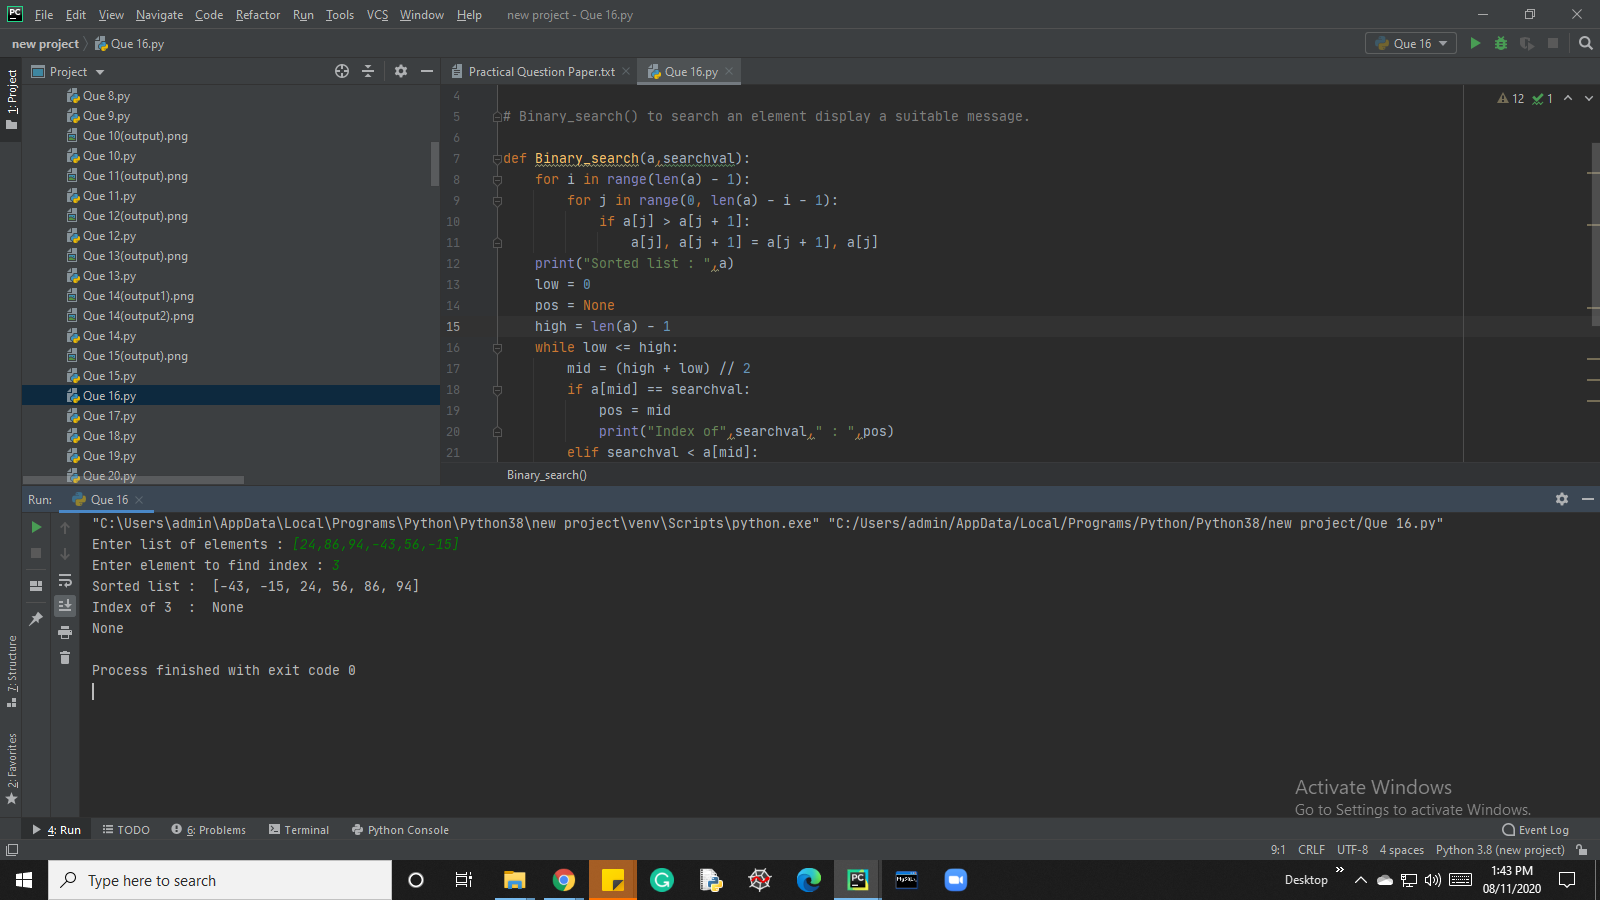 File Edit View Navigate Code Refactor Run Tools VCS Window Help new project - Que 16.py
new project Que 16.py
Que 16
Project
Practical Question Paper.txt Que 16.py
1: Project
Que 8.py
Que 9.py
Que 10(output).png
Que 10.py
Que 11(output).png
Que 11.py
Que 12(output).png
Que 12.py
Que 13(output).png
Que 13.py
Que 14(output1).png
Que 14(output2).png
Que 14.py
Que 15(output).png
Que 15.py
Que 16.py
Que 17.py
Que 18.py
Que 19.py
Que 20.py
12 1
4
5 # Binary_search() to search an element display a suitable message.
6
7 def Binary_search(a,searchval):
8 for i in range(len(a) - 1):
9 for j in range(0, len(a) - i - 1):
10 if a[j] > a[j + 1]:
11 a[j], a[j + 1] = a[j + 1], a[j]
12 print("Sorted list : ",a)
13 low = 0
14 pos = None
15 high = len(a) - 1
16 while low <= high:
17 mid = (high + low) // 2
18 if a[mid] == searchval:
19 pos = mid
20 print("Index of",searchval," : ",pos)
21 elif searchval < a[mid]:
Binary_search()
Run: Que 16
"C:\Users\admin\AppData\Local\Programs\Python\Python38\new project\venv\Scripts\python.exe" "C:/Users/admin/AppData/Local/Programs/Python/Python38/new project/Que 16.py"
Enter list of elements : [24,86,94,-43,56,-15]
Enter element to find index : 3
Sorted list :  [-43, -15, 24, 56, 86, 94]
Index of 3  :  None
None
Process finished with exit code 0
7: Structure
2: Favorites
Activate Windows
Go to Settings to activate Windows.
4: Run TODO 6: Problems Terminal Python Console Event Log
9:1 CRLF UTF-8 4 spaces Python 3.8 (new project)
Type here to search
PC
MySQL
Desktop
1:43 PM
08/11/2020